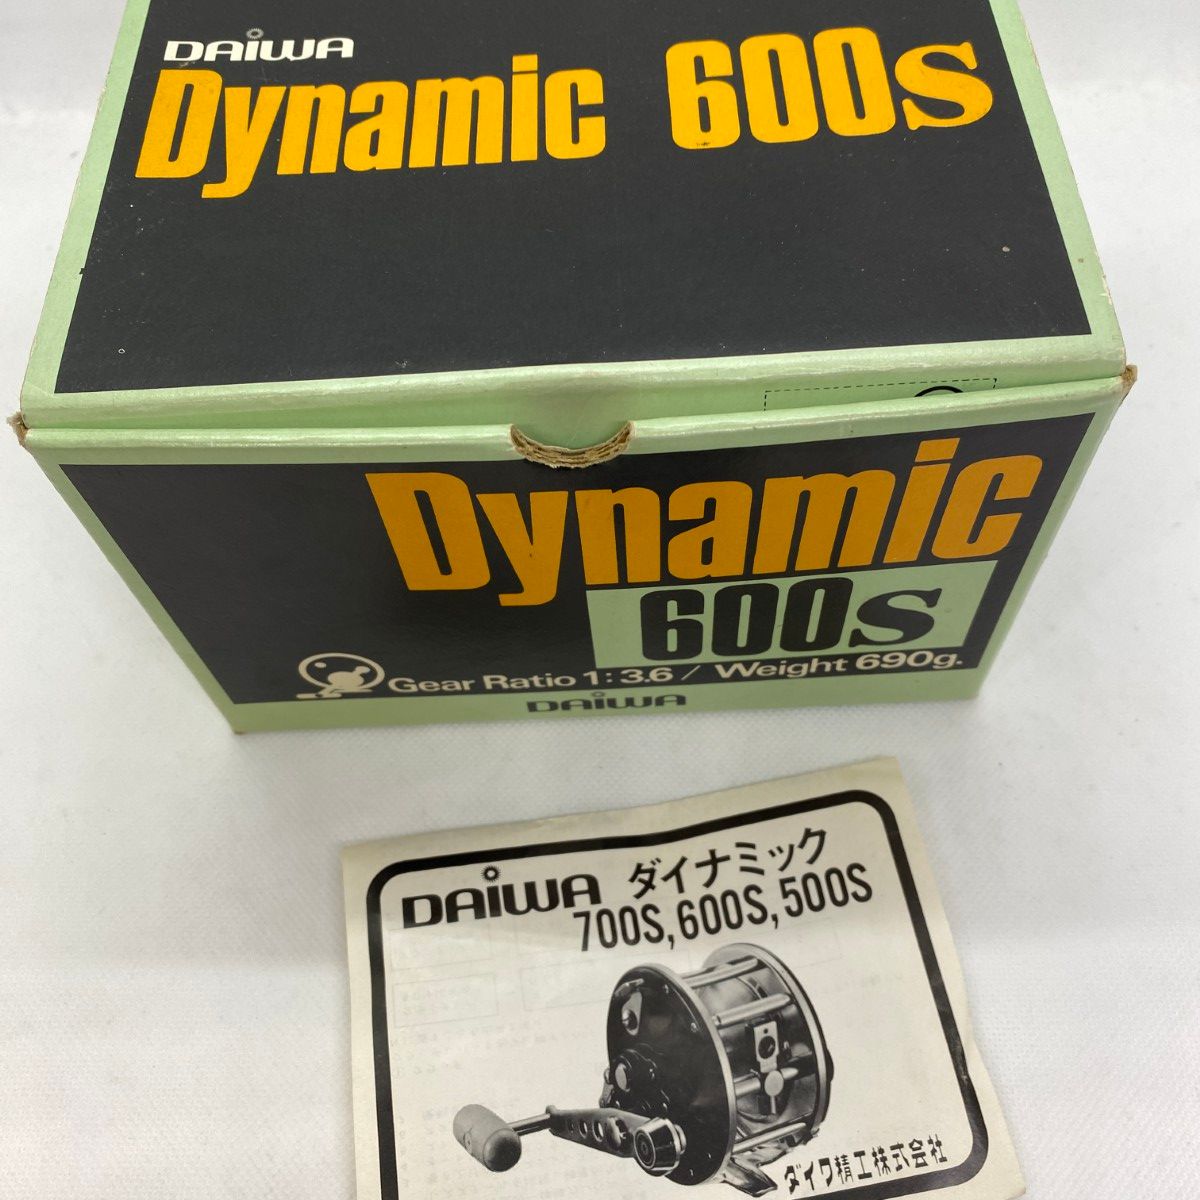 DAIWA
Dynamic 600S
Dynamic
600S
Gear Ratio 1:3.6 / Weight 690g.
DAIWA
DAIWA ダイナミック
700S, 600S, 500S
ダイワ精工株式会社